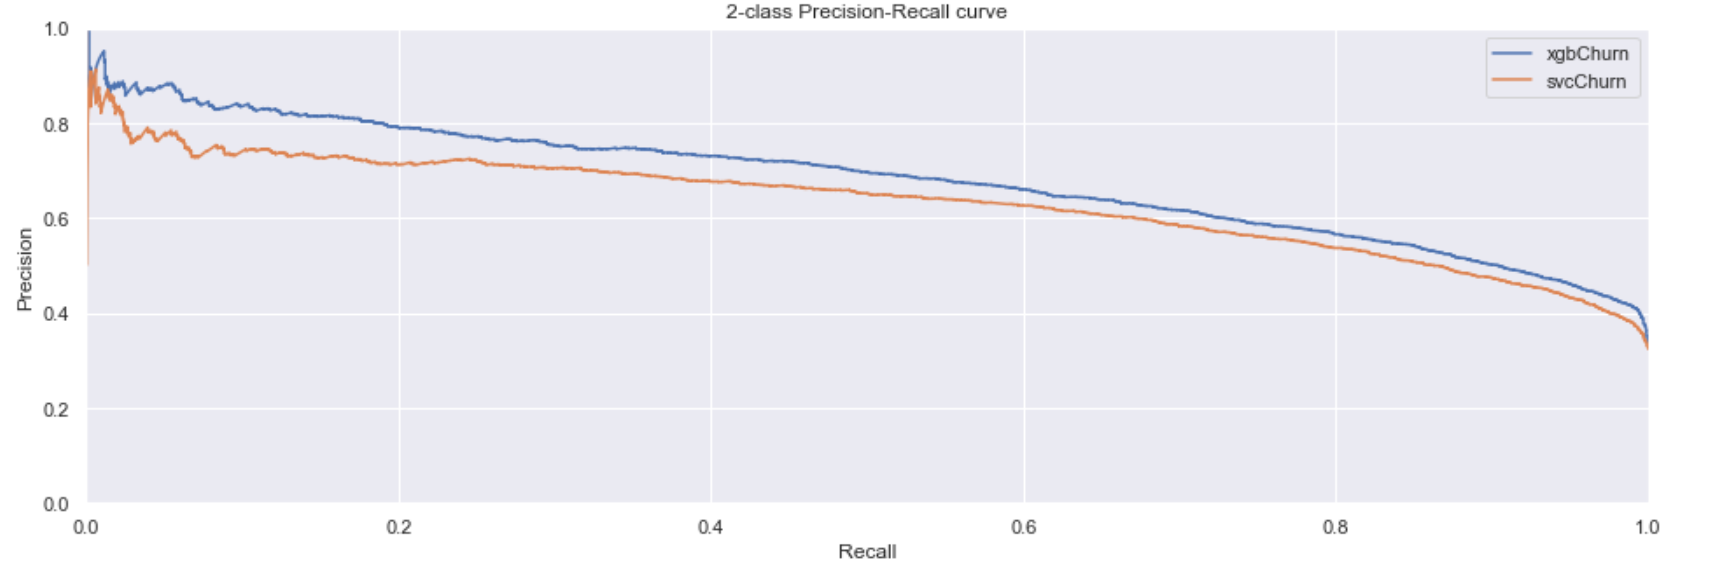 2-class Precision-Recall curve
1.0
0.8
0.6
0.4
0.2
0.0
Precision
xgbChurn
svcChurn
0.0 0.2 0.4 0.6 0.8 1.0
Recall